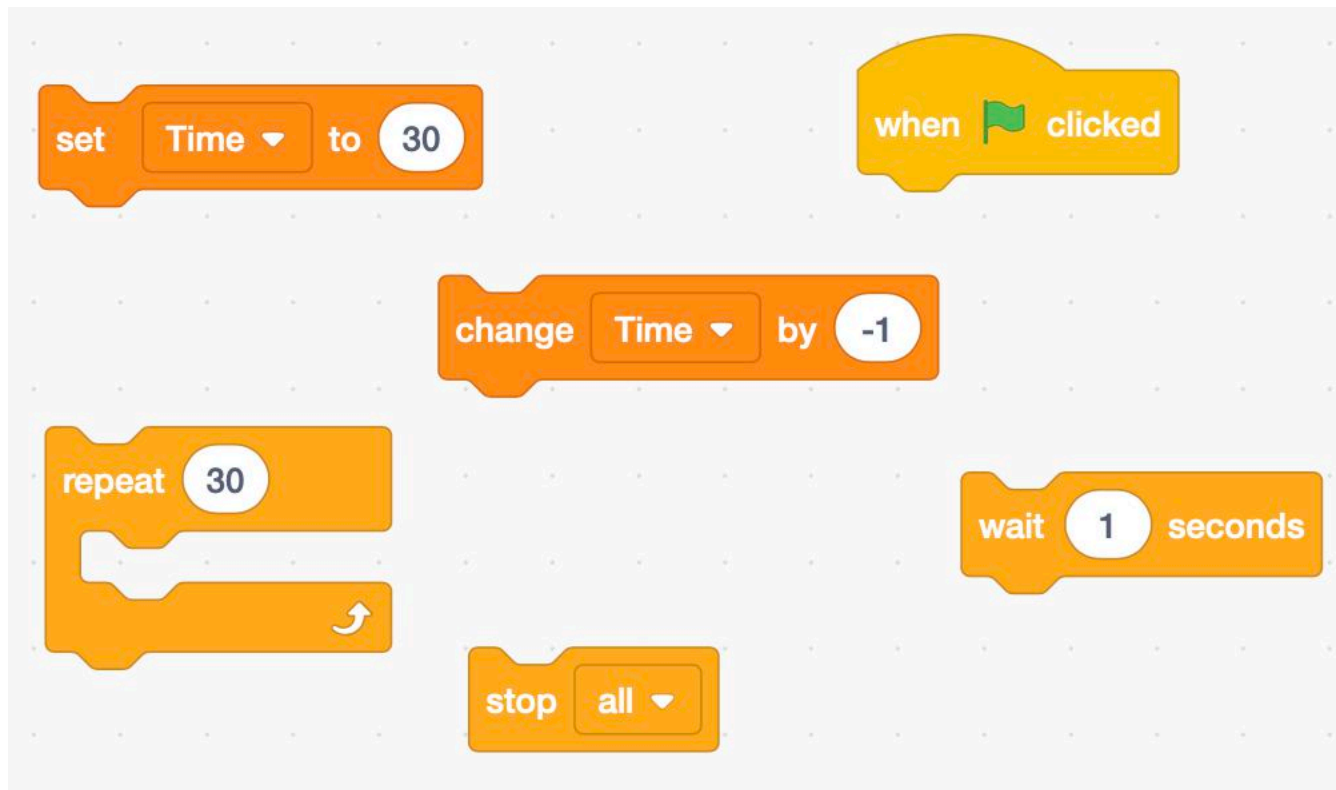 set Time to 30
when clicked
change Time by -1
repeat 30
wait 1 seconds
stop all